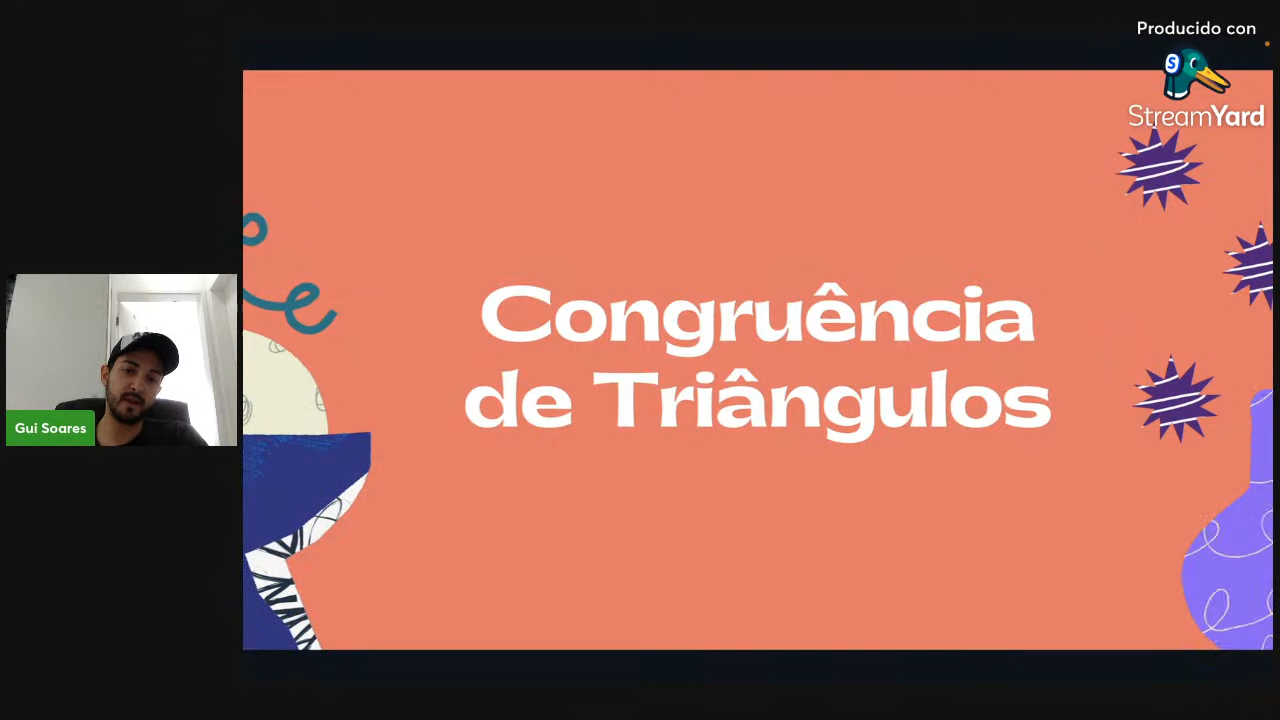 Producido con
S
StreamYard
Congruência
de Triângulos
Gui Soares